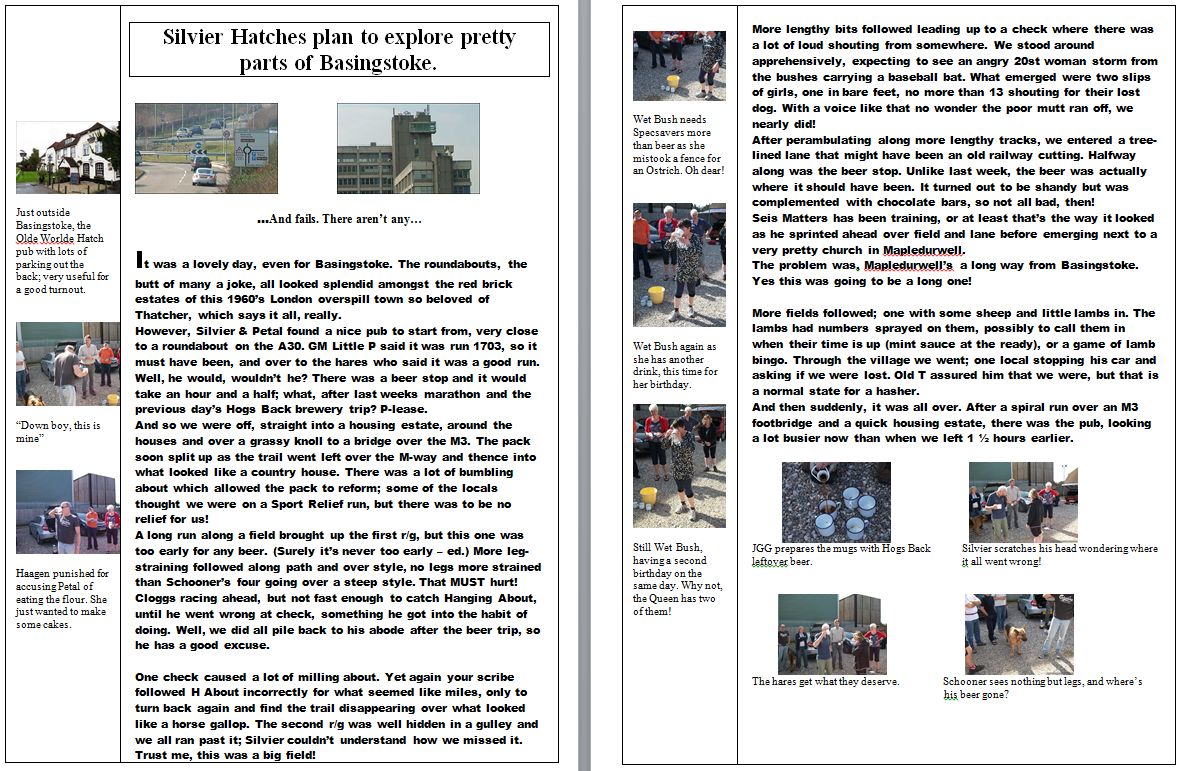 Silvier Hatches plan to explore pretty
parts of Basingstoke.
Just outside
Basingstoke, the
Olde Worlde Hatch
pub with lots of
parking out the
back; very useful for
a good turnout.
“Down boy, this is
mine”
Haagen punished for
accusing Petal of
eating the flour. She
just wanted to make
some cakes.
...And fails. There aren’t any…
It was a lovely day, even for Basingstoke. The roundabouts, the
butt of many a joke, all looked splendid amongst the red brick
estates of this 1960’s London overspill town so beloved of
Thatcher, which says it all, really.
However, Silvier & Petal found a nice pub to start from, very close
to a roundabout on the A30. GM Little P said it was run 1703, so it
must have been, and over to the hares who said it was a good run.
Well, he would, wouldn’t he? There was a beer stop and it would
take an hour and a half; what, after last weeks marathon and the
previous day’s Hogs Back brewery trip? P-lease.
And so we were off, straight into a housing estate, around the
houses and over a grassy knoll to a bridge over the M3. The pack
soon split up as the trail went left over the M-way and thence into
what looked like a country house. There was a lot of bumbling
about which allowed the pack to reform; some of the locals
thought we were on a Sport Relief run, but there was to be no
relief for us!
A long run along a field brought up the first r/g, but this one was
too early for any beer. (Surely it’s never too early – ed.) More leg-
straining followed along path and over style, no legs more strained
than Schooner’s four going over a steep style. That MUST hurt!
Cloggs racing ahead, but not fast enough to catch Hanging About,
until he went wrong at check, something he got into the habit of
doing. Well, we did all pile back to his abode after the beer trip, so
he has a good excuse.
One check caused a lot of milling about. Yet again your scribe
followed H About incorrectly for what seemed like miles, only to
turn back again and find the trail disappearing over what looked
like a horse gallop. The second r/g was well hidden in a gulley and
we all ran past it; Silvier couldn’t understand how we missed it.
Trust me, this was a big field!
Wet Bush needs
Specsavers more
than beer as she
mistook a fence for
an Ostrich. Oh dear!
Wet Bush again as
she has another
drink, this time for
her birthday.
Still Wet Bush,
having a second
birthday on the
same day. Why not,
the Queen has two
of them!
More lengthy bits followed leading up to a check where there was
a lot of loud shouting from somewhere. We stood around
apprehensively, expecting to see an angry 20st woman storm from
the bushes carrying a baseball bat. What emerged were two slips
of girls, one in bare feet, no more than 13 shouting for their lost
dog. With a voice like that no wonder the poor mutt ran off, we
nearly did!
After perambulating along more lengthy tracks, we entered a tree-
lined lane that might have been an old railway cutting. Halfway
along was the beer stop. Unlike last week, the beer was actually
where it should have been. It turned out to be shandy but was
complemented with chocolate bars, so not all bad, then!
Seis Matters has been training, or at least that’s the way it looked
as he sprinted ahead over field and lane before emerging next to a
very pretty church in Mapledurwell.
The problem was, Mapledurwell’s a long way from Basingstoke.
Yes this was going to be a long one!
More fields followed; one with some sheep and little lambs in. The
lambs had numbers sprayed on them, possibly to call them in
when their time is up (mint sauce at the ready), or a game of lamb
bingo. Through the village we went; one local stopping his car and
asking if we were lost. Old T assured him that we were, but that is
a normal state for a hasher.
And then suddenly, it was all over. After a spiral run over an M3
footbridge and a quick housing estate, there was the pub, looking
a lot busier now than when we left 1 ½ hours earlier.
JGG prepares the mugs with Hogs Back
leftover beer.
Silvier scratches his head wondering where
it all went wrong!
The hares get what they deserve.
Schooner sees nothing but legs, and where’s
his beer gone?